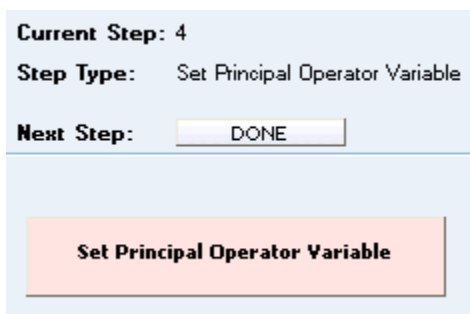 Current Step: 4
Step Type: Set Principal Operator Variable
Next Step: DONE
Set Principal Operator Variable